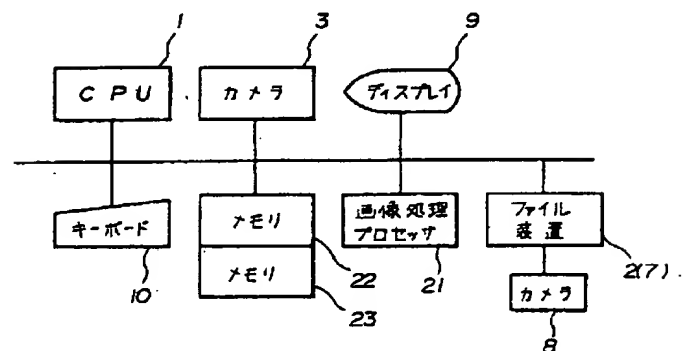 1
3
9
CPU
カメラ
ディスプレイ
キーボード
メモリ
画像処理
プロセッサ
ファイル
装置
10
22
メモリ
23
21
2(7)
カメラ
8